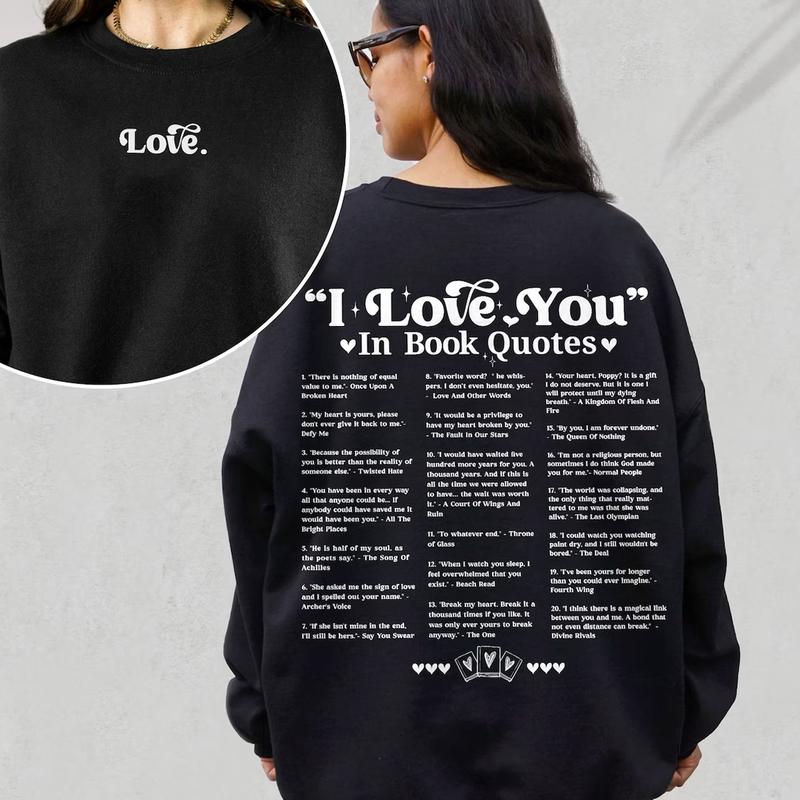 Love.
“I Love You”
In Book Quotes
1. "There is nothing of equal
value to me."- Once Upon A
Broken Heart
2. "My heart is yours, please
don't ever give it back to me."-
Defy Me
3. "Because the possibility of
you is better than the reality of
someone else." - Twisted Hate
4. "You have been in every way
all that anyone could be... If
anybody could have saved me it
would have been you." - All The
Bright Places
5. "He is half of my soul, as
the poets say." - The Song Of
Achilles
6. "She asked me the sign of love
and I spelled out your name." -
Archer's Voice
7. "If she isn't mine in the end,
I'll still be hers."- Say You Swear
8. "Favorite word? " he whis-
pers. I don't even hesitate, you."
- Love And Other Words
9. "It would be a privilege to
have my heart broken by you."
- The Fault In Our Stars
10. "I would have waited five
hundred more years for you. A
thousand years. And if this is
all the time we were allowed
to have... the wait was worth
it." - A Court Of Wings And
Ruin
11. "To whatever end." - Throne
of Glass
12. "When I watch you sleep, I
feel overwhelmed that you
exist." - Beach Read
13. "Break my heart. Break it a
thousand times if you like. It
was only ever yours to break
anyway." - The One
14. "Your heart, Poppy? It is a gift
I do not deserve. But it is one I
will protect until my dying
breath." - A Kingdom Of Flesh And
Fire
15. "By you, I am forever undone."
- The Queen Of Nothing
16. "I'm not a religious person, but
sometimes I do think God made
you for me."- Normal People
17. "The world was collapsing, and
the only thing that really mat-
tered to me was that she was
alive." - The Last Olympian
18. "I could watch you watching
paint dry, and I still wouldn't be
bored." - The Deal
19. "I've been yours for longer
than you could ever imagine." -
Fourth Wing
20. "I think there is a magical link
between you and me. A bond that
not even distance can break." -
Divine Rivals